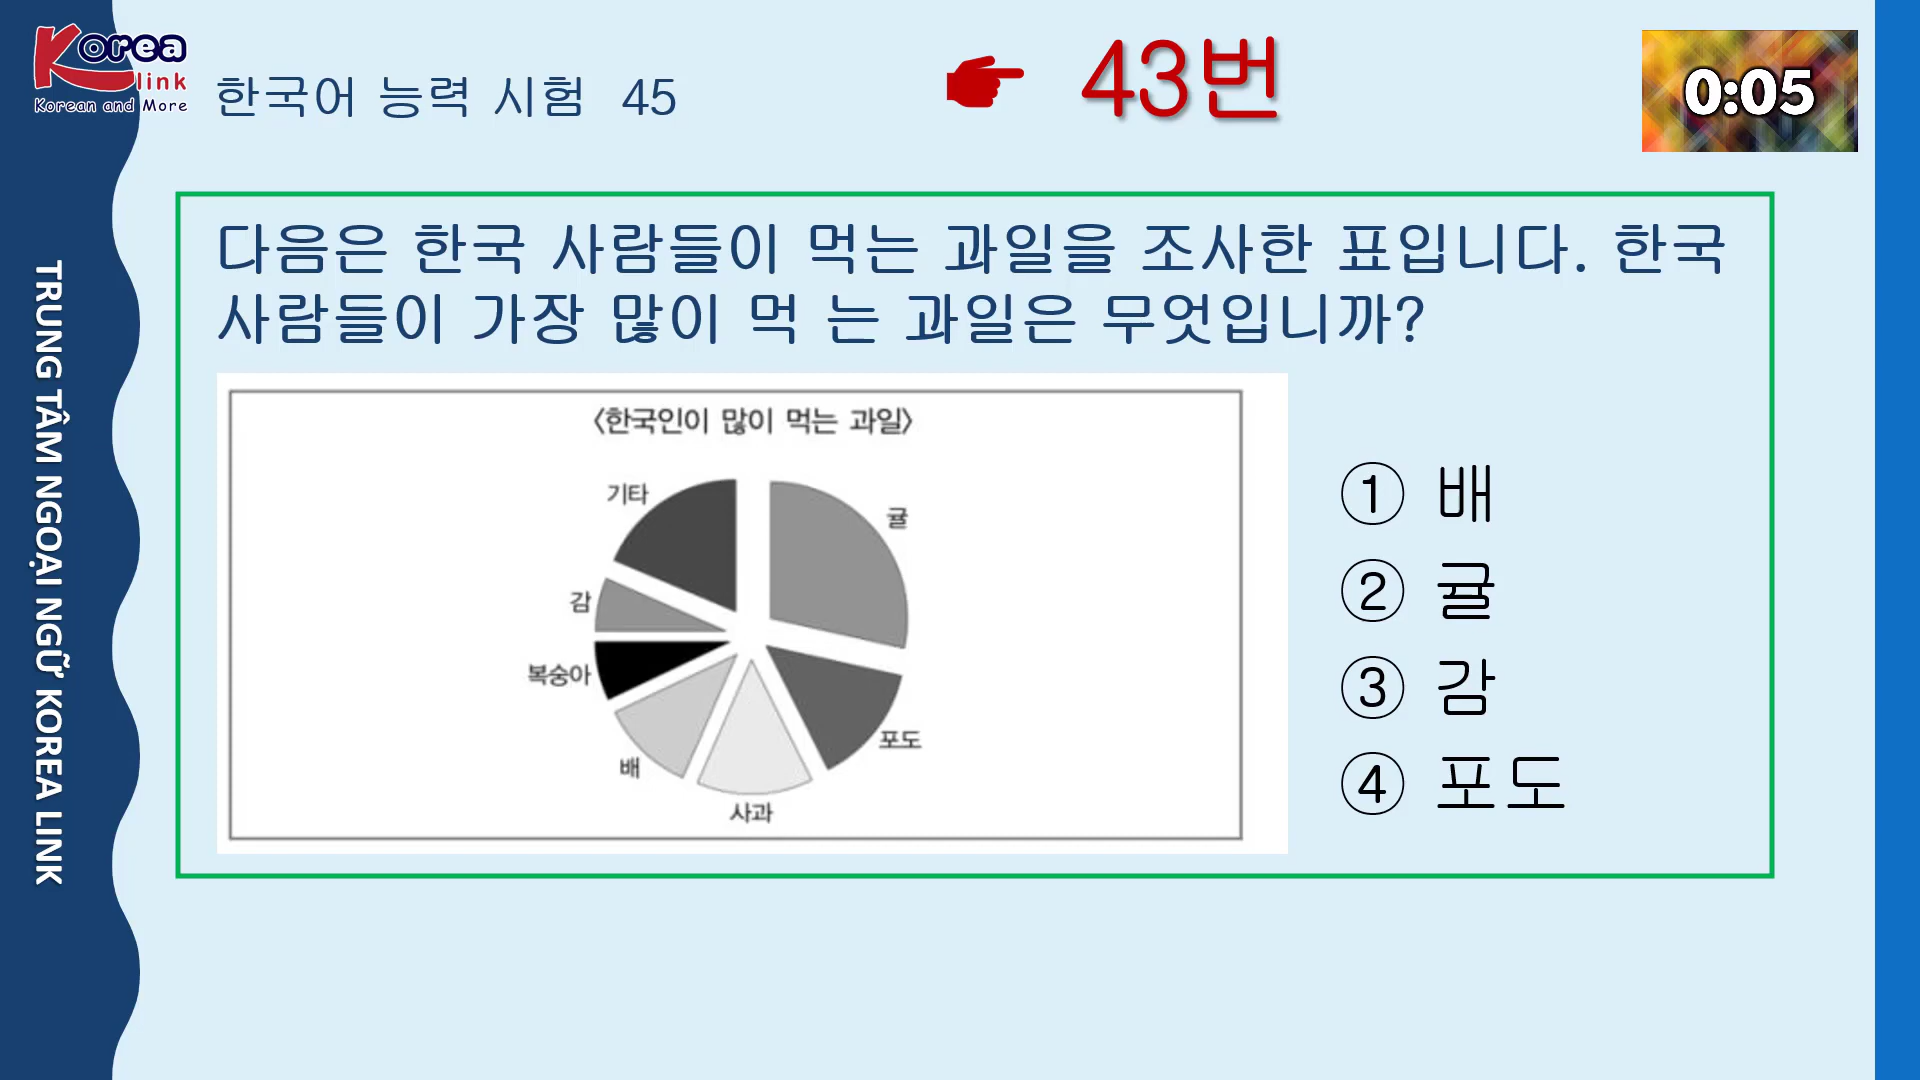 Korea
link
Korean and More
한국어 능력 시험 45
43번
0:05
TRUNG TÂM NGOẠI NGỮ KOREA LINK
다음은 한국 사람들이 먹는 과일을 조사한 표입니다. 한국
사람들이 가장 많이 먹 는 과일은 무엇입니까?
<한국인이 많이 먹는 과일>
기타
귤
감
복숭아
포도
배
사과
① 배
② 귤
③ 감
④ 포도